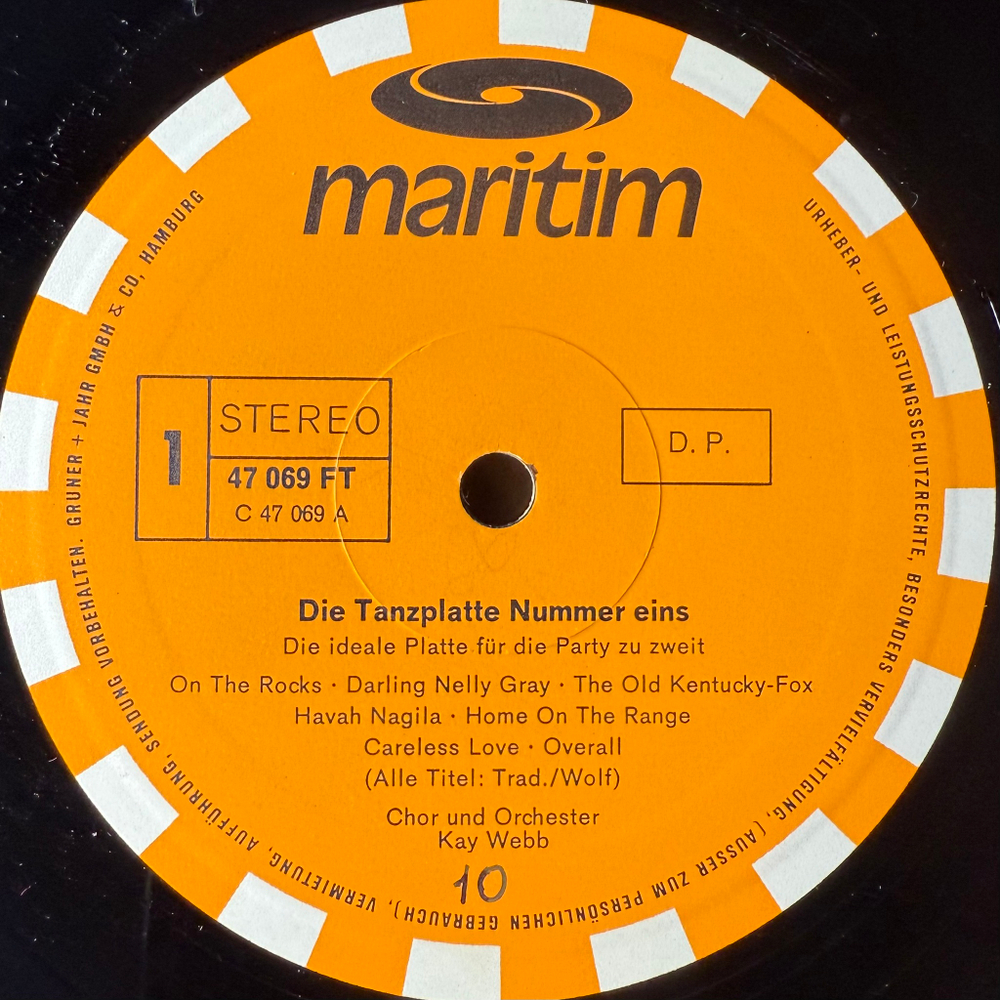 maritim
1
STEREO
47 069 FT
C 47 069 A
D. P.
Die Tanzplatte Nummer eins
Die ideale Platte für die Party zu zweit
On The Rocks · Darling Nelly Gray · The Old Kentucky-Fox
Havah Nagila · Home On The Range
Careless Love · Overall
(Alle Titel: Trad./Wolf)
Chor und Orchester
Kay Webb
10
URHEBER- UND LEISTUNGSSCHUTZRECHTE, BESONDERS VERVIELFÄLTIGUNG, (AUSSER ZUM PERSÖNLICHEN GEBRAUCH), VERMIETUNG, AUFFÜHRUNG, SENDUNG VORBEHALTEN. GRUNER + JAHR GMBH & CO, HAMBURG